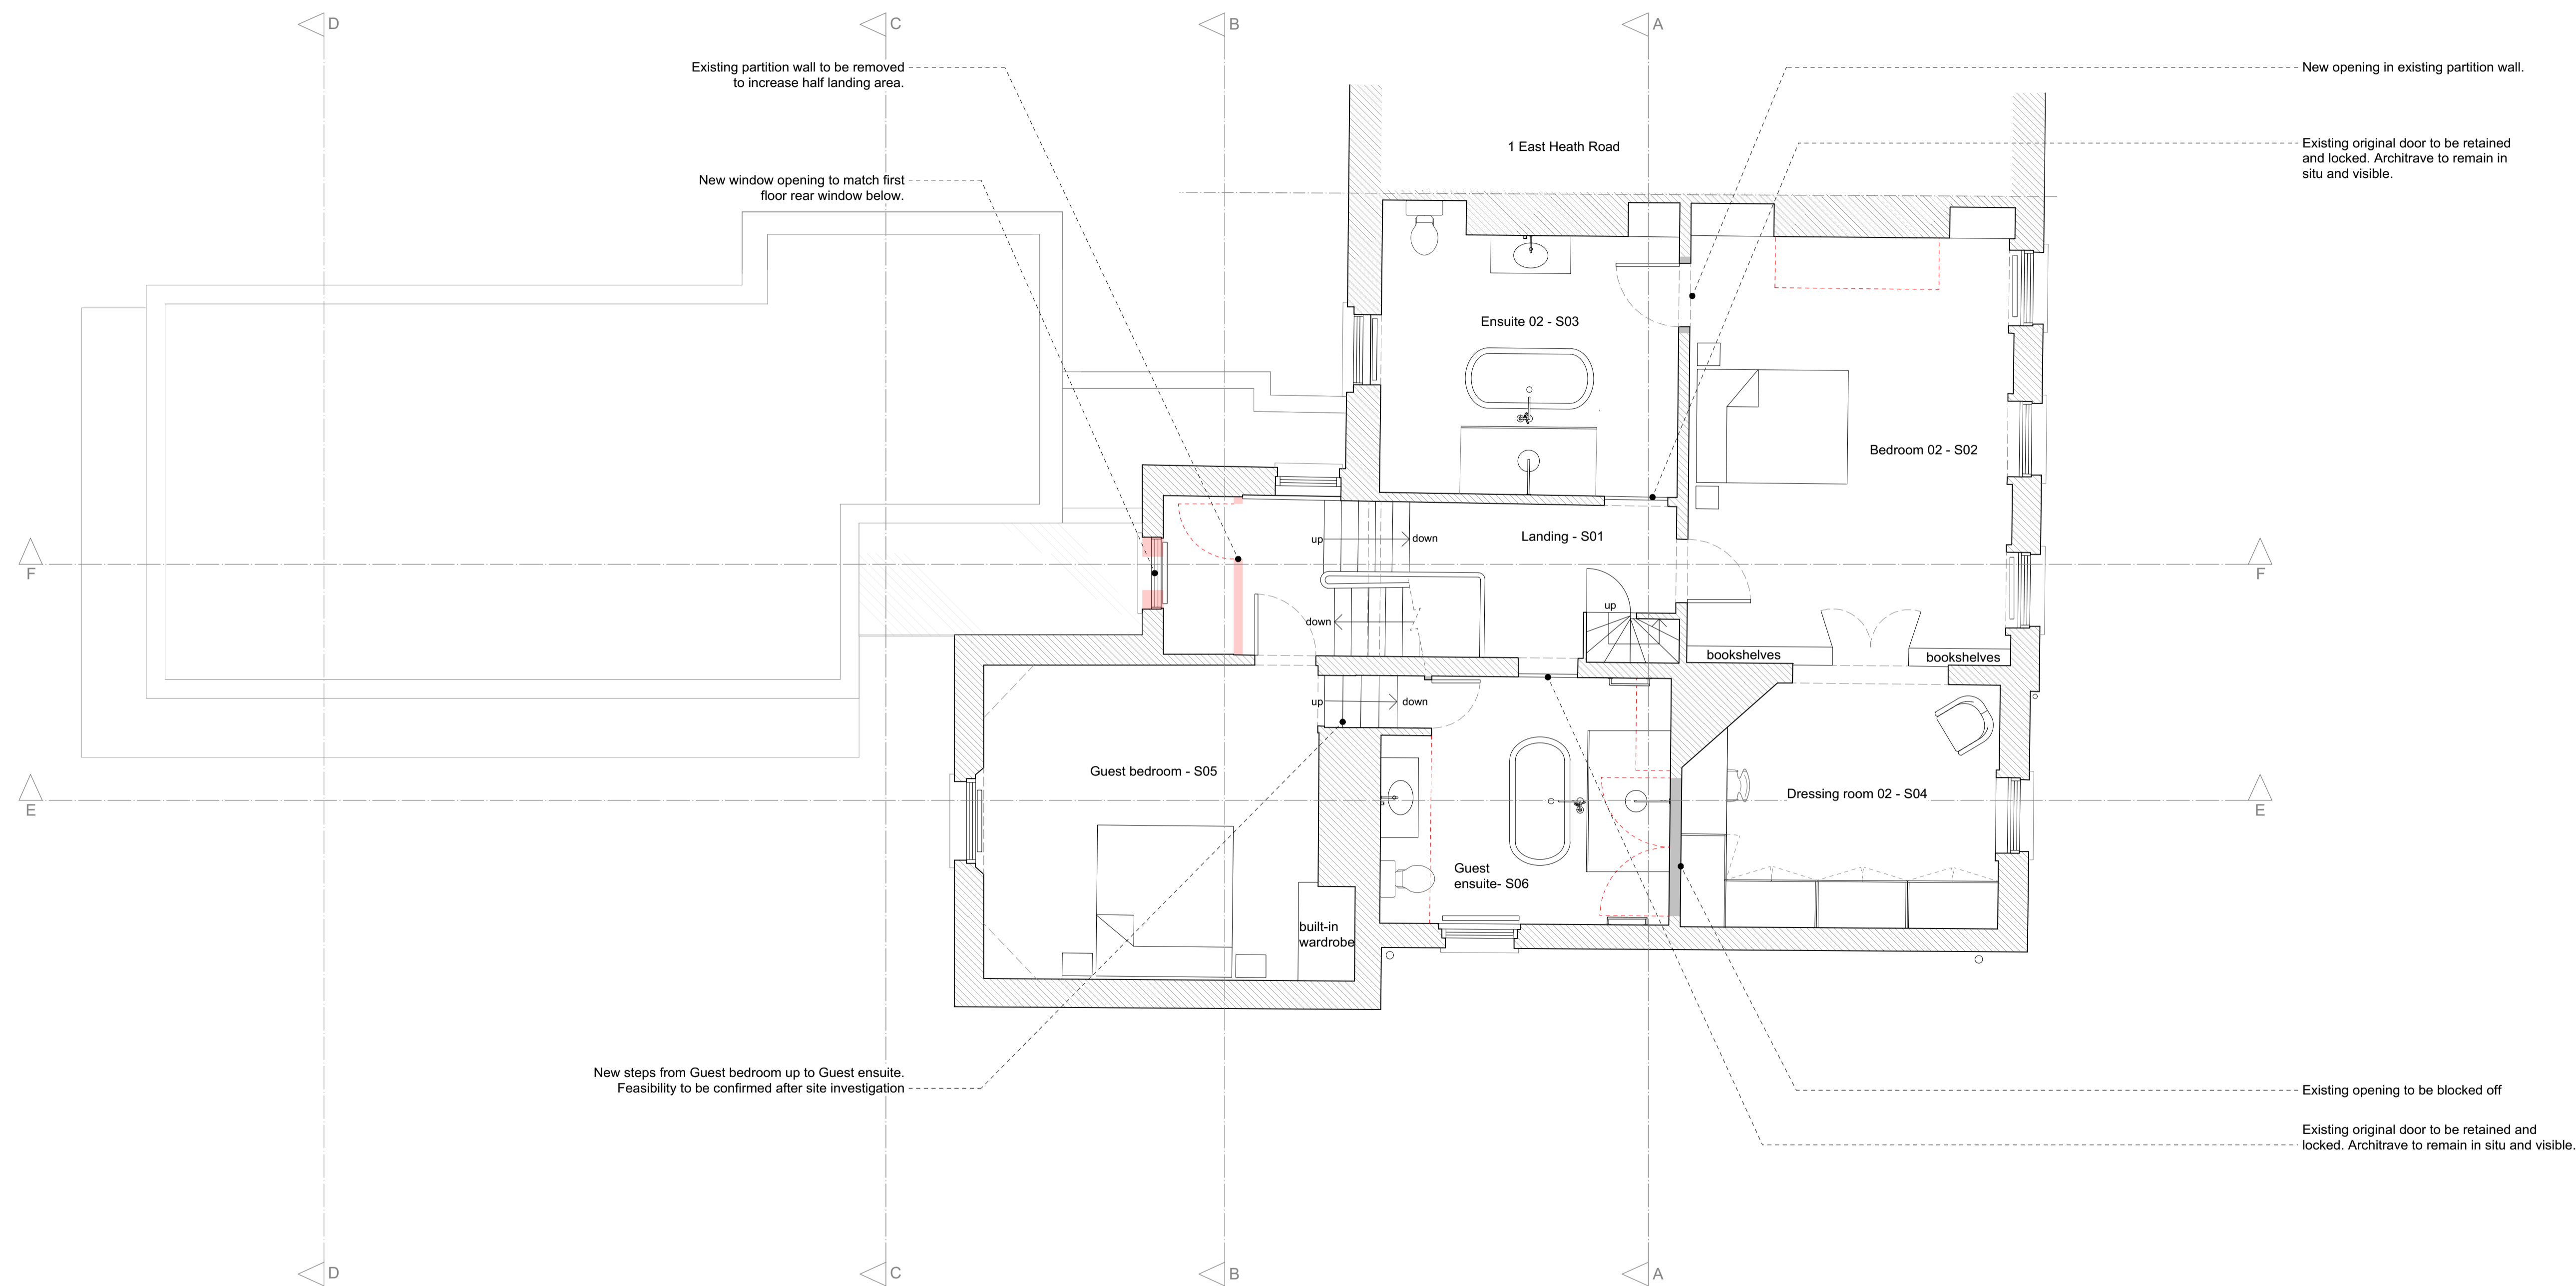 D
C
B
A
Existing partition wall to be removed
to increase half landing area.
New opening in existing partition wall.
1 East Heath Road
Existing original door to be retained
and locked. Architrave to remain in
situ and visible.
New window opening to match first
floor rear window below.
Ensuite 02 - S03
Bedroom 02 - S02
up
down
Landing - S01
F
F
up
down
bookshelves
bookshelves
up
down
Guest bedroom - S05
Dressing room 02 - S04
E
E
Guest
ensuite- S06
built-in
wardrobe
New steps from Guest bedroom up to Guest ensuite.
Feasibility to be confirmed after site investigation
Existing opening to be blocked off
Existing original door to be retained and
locked. Architrave to remain in situ and visible.
D
C
B
A